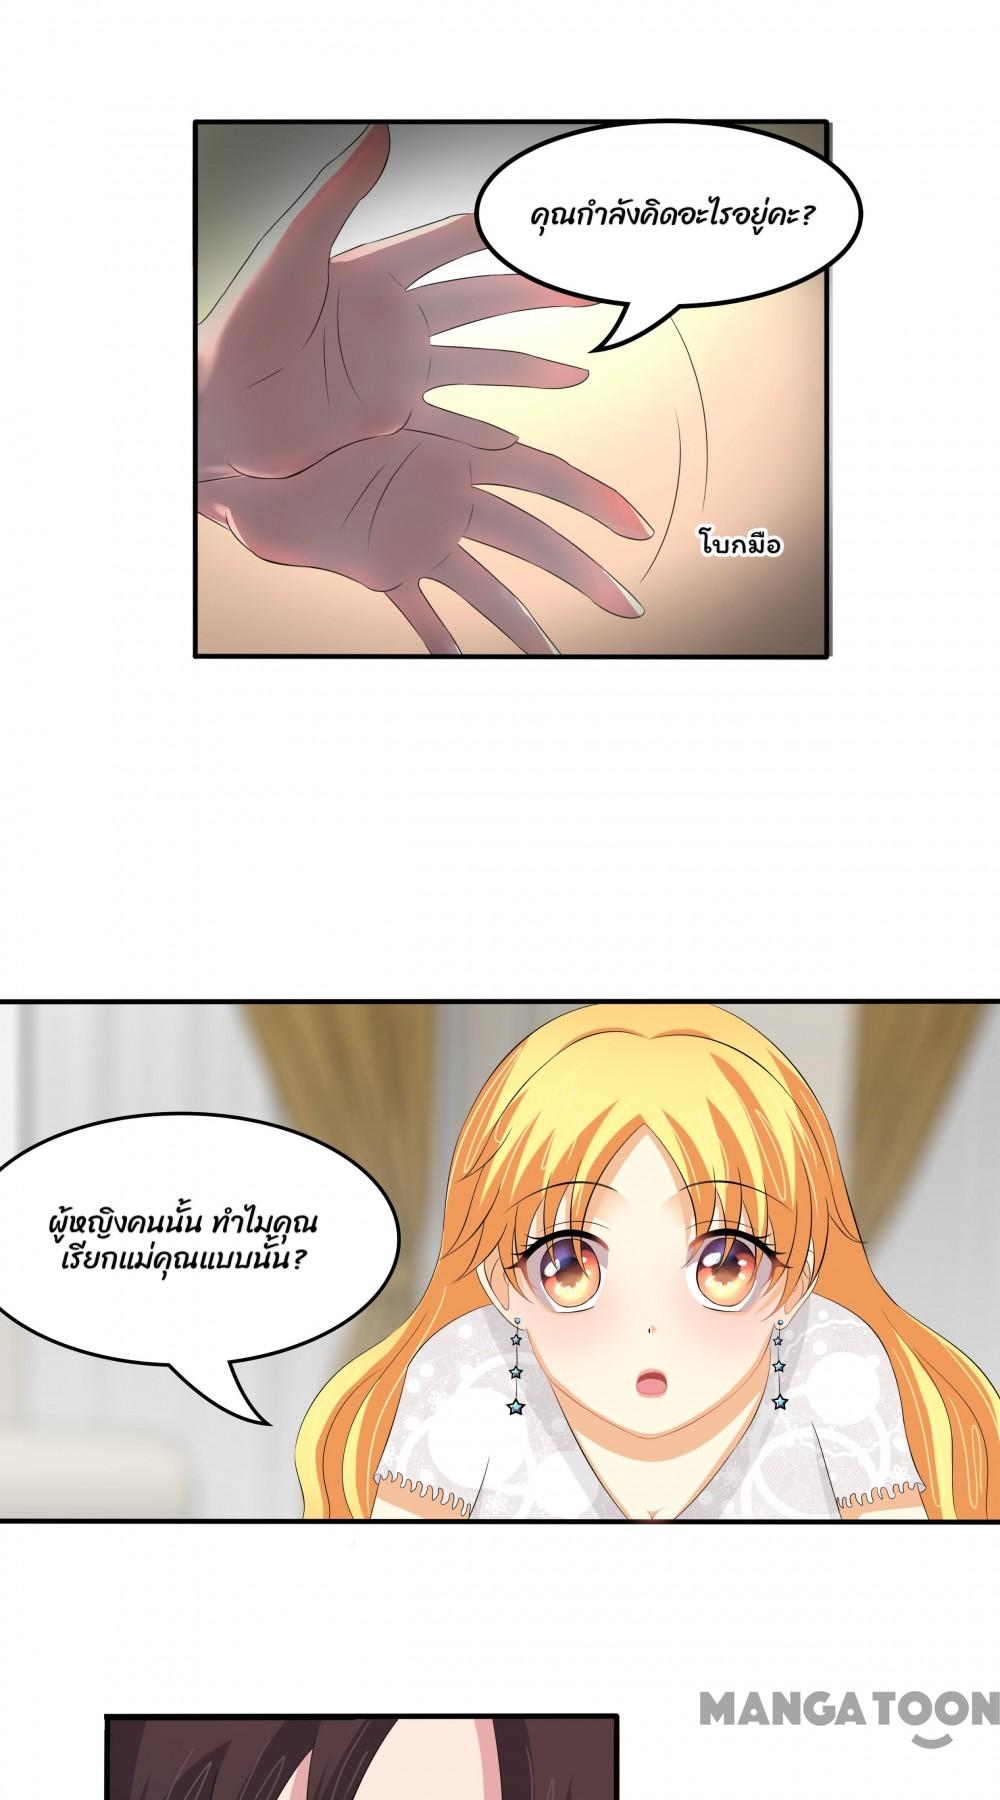 คุณกำลังคิดอะไรอยู่คะ?
โบกมือ
ผู้หญิงคนนั้น ทำไมคุณ
เรียกแม่คุณแบบนั้น?
MANGATOON